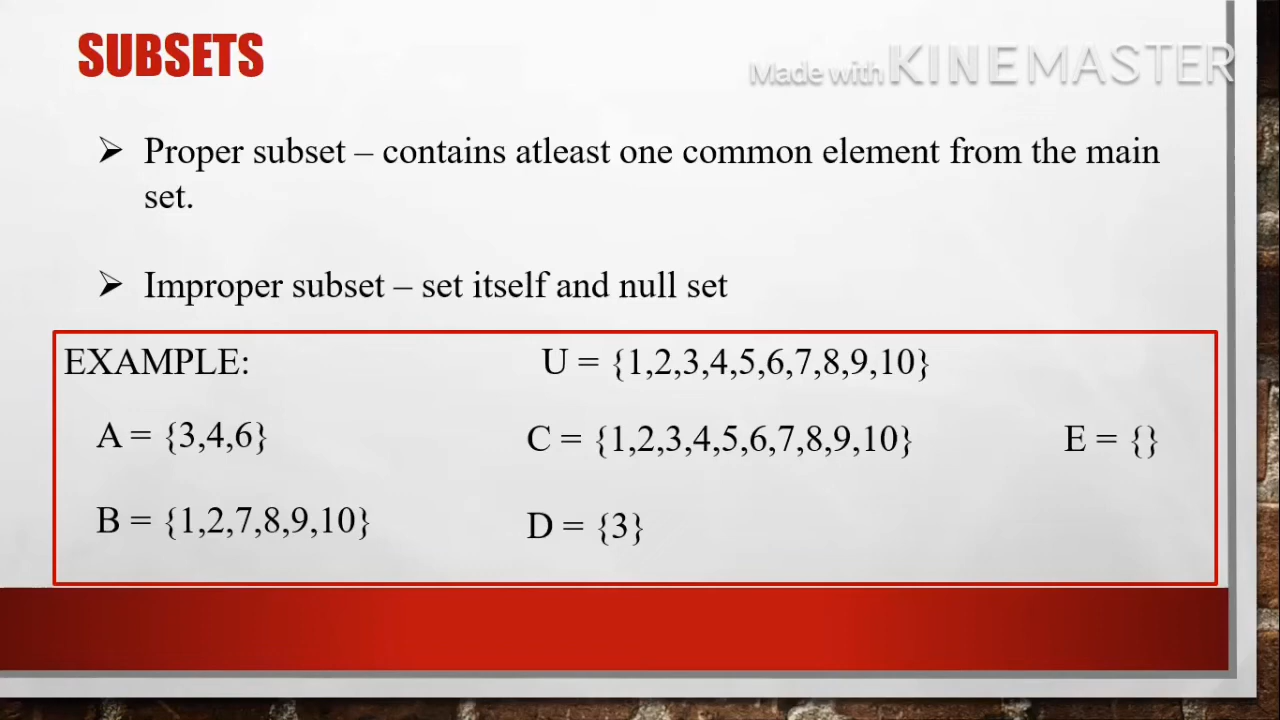 SUBSETS
Made with KINEMASTER
➢ Proper subset – contains atleast one common element from the main
set.
➢ Improper subset – set itself and null set
EXAMPLE: U = {1,2,3,4,5,6,7,8,9,10}
A = {3,4,6} C = {1,2,3,4,5,6,7,8,9,10} E = {}
B = {1,2,7,8,9,10} D = {3}